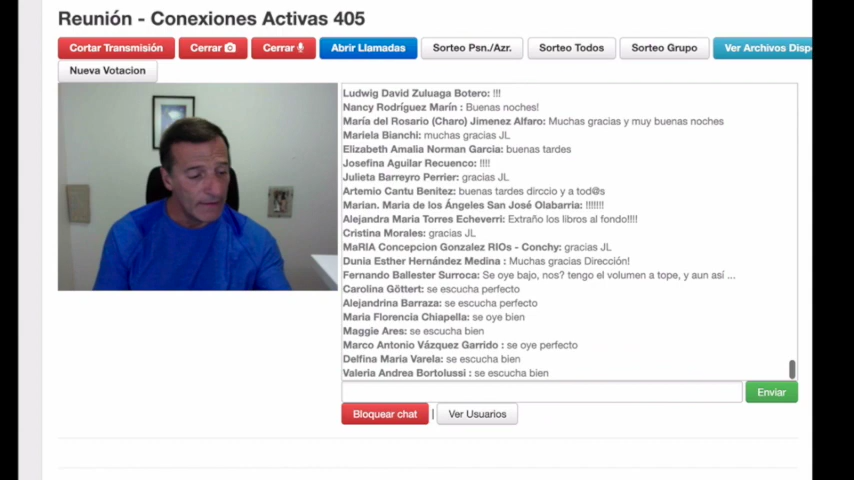 Reunión - Conexiones Activas 405
Cortar Transmisión Cerrar Cerrar Abrir Llamadas Sorteo Psn./Azr. Sorteo Todos Sorteo Grupo Ver Archivos Disp
Nueva Votacion
Ludwig David Zuluaga Botero: !!!
Nancy Rodríguez Marín : Buenas noches!
María del Rosario (Charo) Jimenez Alfaro: Muchas gracias y muy buenas noches
Mariela Bianchi: muchas gracias JL
Elizabeth Amalia Norman Garcia: buenas tardes
Josefina Aguilar Recuenco: !!!!
Julieta Barreyro Perrier: gracias JL
Artemio Cantu Benitez: buenas tardes dirccio y a tod@s
Marian. Maria de los Ángeles San José Olabarria: !!!!!!!
Alejandra Maria Torres Echeverri: Extraño los libros al fondo!!!!
Cristina Morales: gracias JL
MaRIA Concepcion Gonzalez RIOs - Conchy: gracias JL
Dunia Esther Hernández Medina : Muchas gracias Dirección!
Fernando Ballester Surroca: Se oye bajo, nos? tengo el volumen a tope, y aun así ...
Carolina Göttert: se escucha perfecto
Alejandrina Barraza: se escucha perfecto
Maria Florencia Chiapella: se oye bien
Maggie Ares: se escucha bien
Marco Antonio Vázquez Garrido : se oye perfecto
Delfina Maria Varela: se escucha bien
Valeria Andrea Bortolussi : se escucha bien
Enviar
Bloquear chat | Ver Usuarios